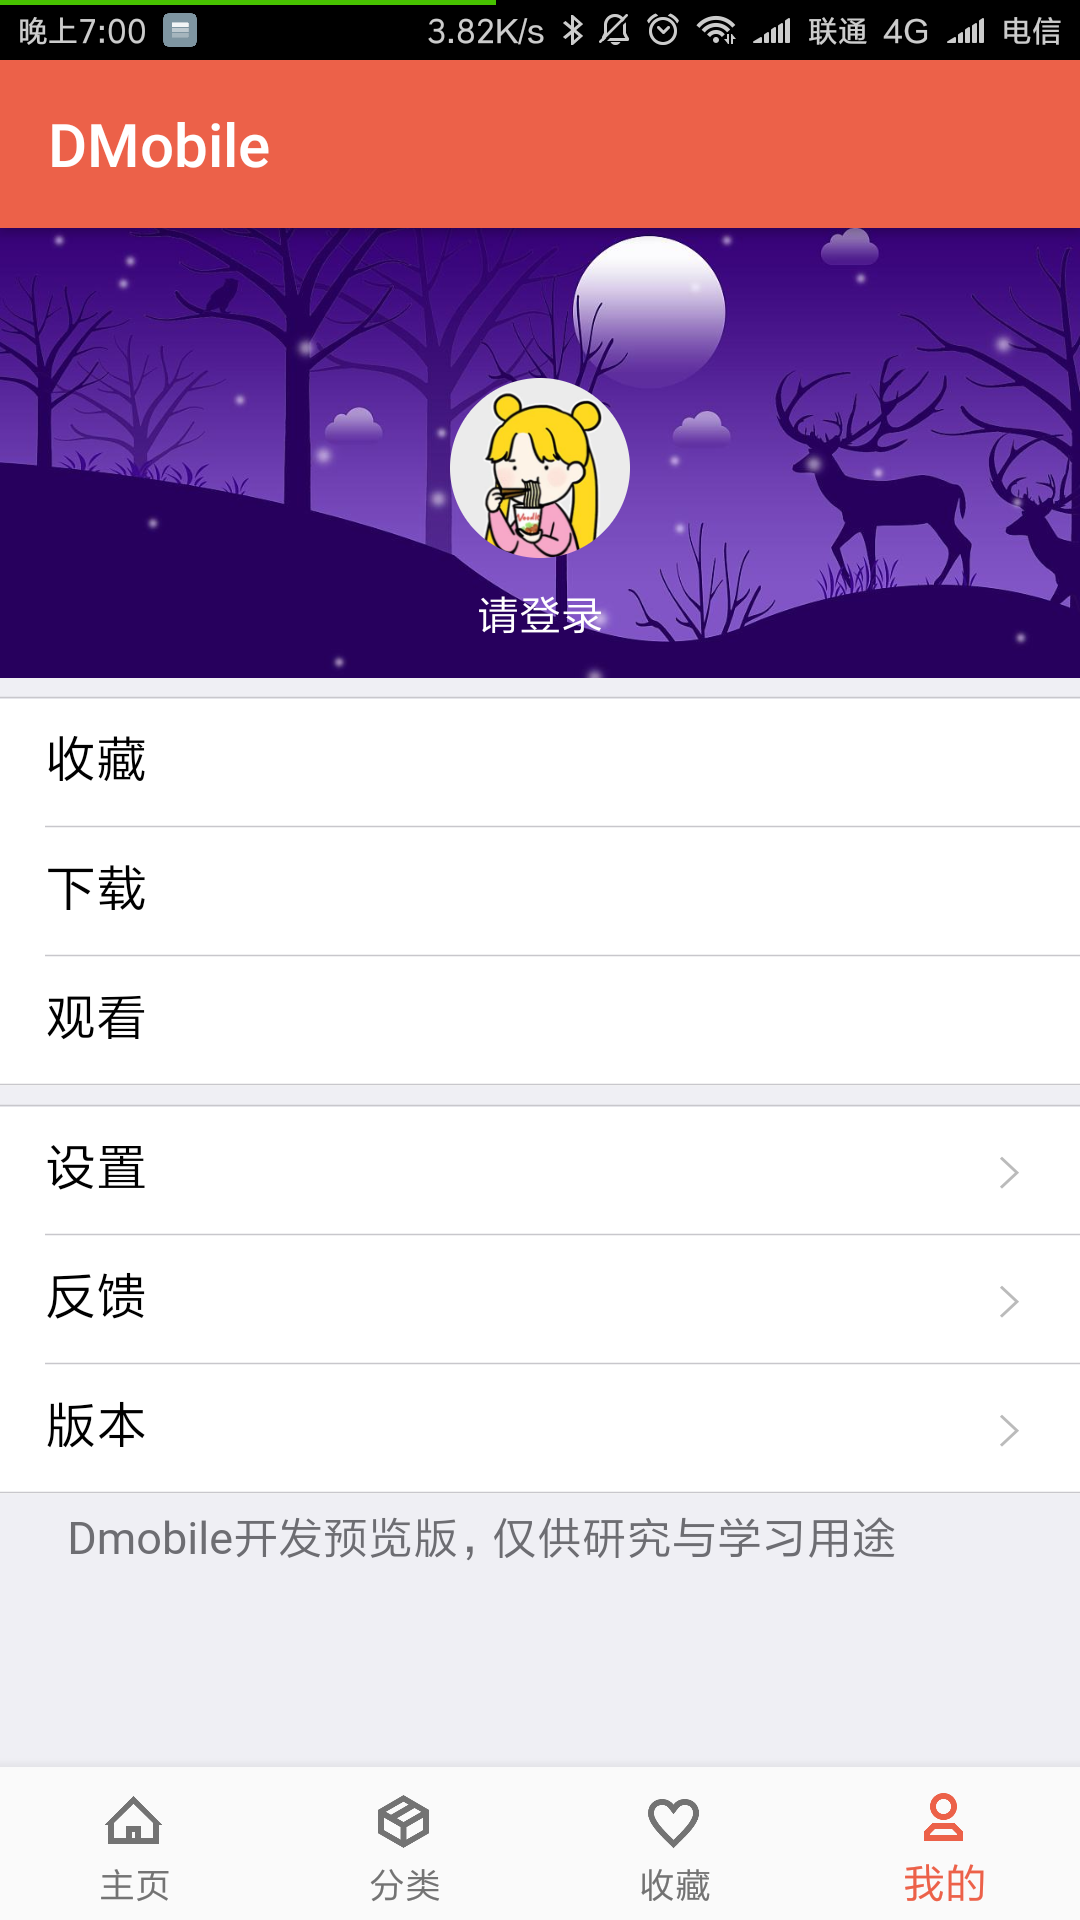 晚上7:00 3.82K/s 联通 4G 电信
DMobile
请登录
收藏
下载
观看
设置
反馈
版本
Dmobile开发预览版，仅供研究与学习用途
主页 分类 收藏 我的